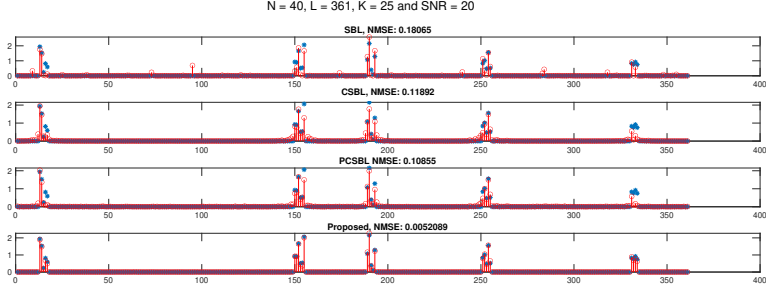 N = 40, L = 361, K = 25 and SNR = 20
SBL, NMSE: 0.18065
2
1
0
0 50 100 150 200 250 300 350 400
CSBL, NMSE: 0.11892
2
1
0
0 50 100 150 200 250 300 350 400
PCSBL NMSE: 0.10855
2
1
0
0 50 100 150 200 250 300 350 400
Proposed, NMSE: 0.0052089
2
1
0
0 50 100 150 200 250 300 350 400